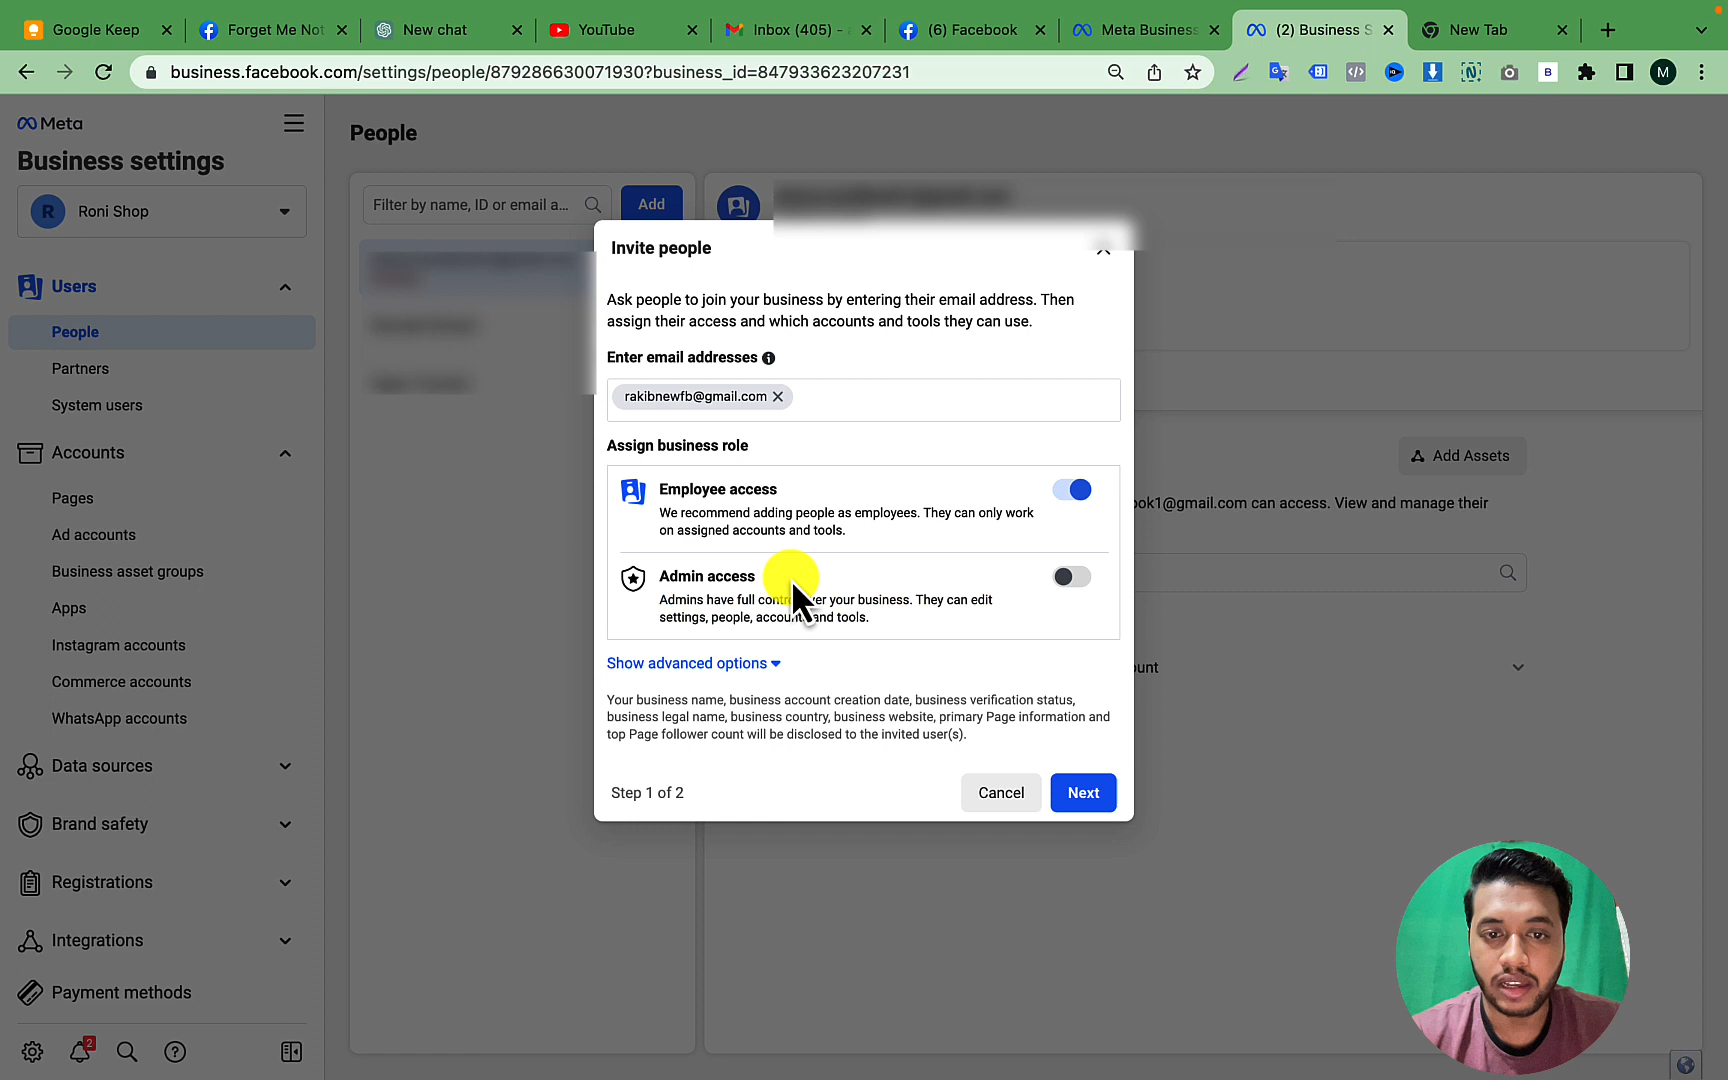 Google Keep
Forget Me Not
New chat
YouTube
Inbox (405) -
(6) Facebook
Meta Business
(2) Business S
New Tab
business.facebook.com/settings/people/879286630071930?business_id=847933623207231
B
M
Meta
Business settings
R
Roni Shop
Users
People
Partners
System users
Accounts
Pages
Ad accounts
Business asset groups
Apps
Instagram accounts
Commerce accounts
WhatsApp accounts
Data sources
Brand safety
Registrations
Integrations
Payment methods
2
People
Filter by name, ID or email a...
Add
Invite people
Ask people to join your business by entering their email address. Then
assign their access and which accounts and tools they can use.
Enter email addresses
rakibnewfb@gmail.com
Assign business role
Employee access
We recommend adding people as employees. They can only work
on assigned accounts and tools.
Admin access
Admins have full control over your business. They can edit
settings, people, accounts and tools.
Show advanced options
Your business name, business account creation date, business verification status,
business legal name, business country, business website, primary Page information and
top Page follower count will be disclosed to the invited user(s).
Step 1 of 2
Cancel
Next
Add Assets
ok1@gmail.com can access. View and manage their
unt